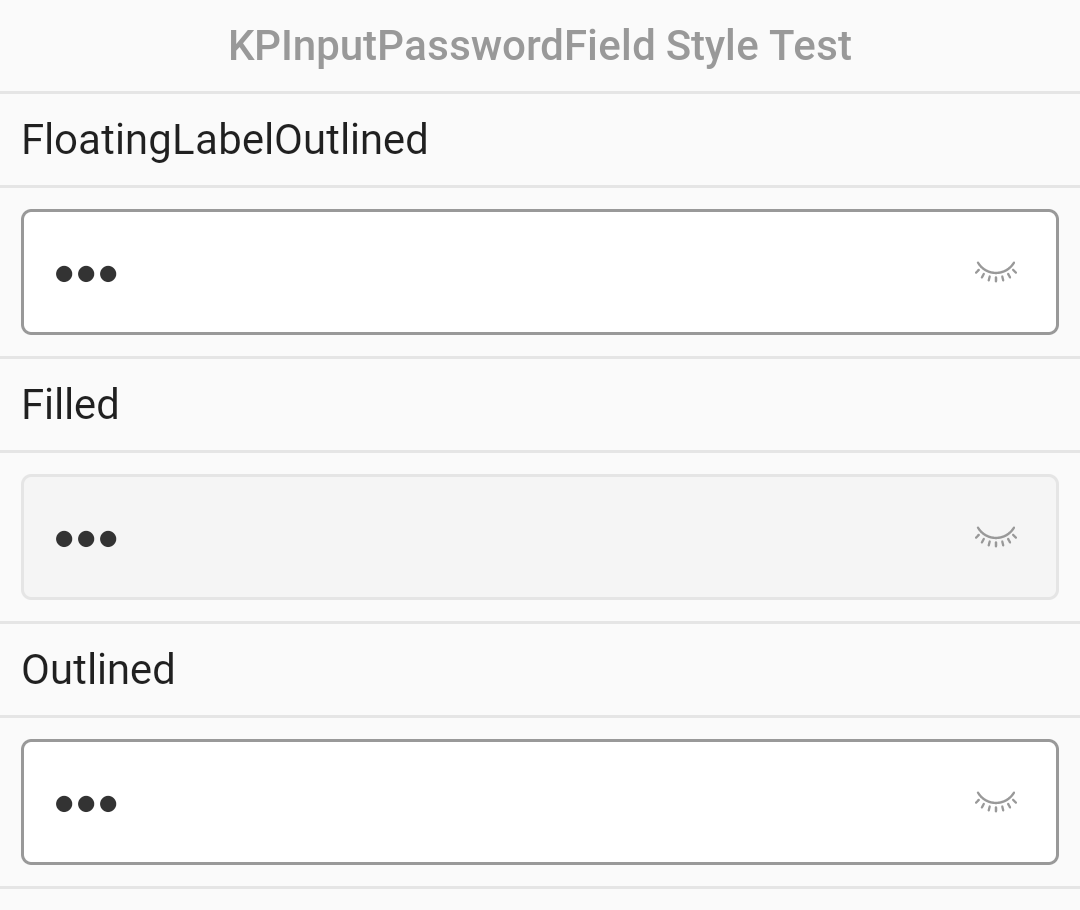 KPInputPasswordField Style Test
FloatingLabelOutlined
•••
Filled
•••
Outlined
•••